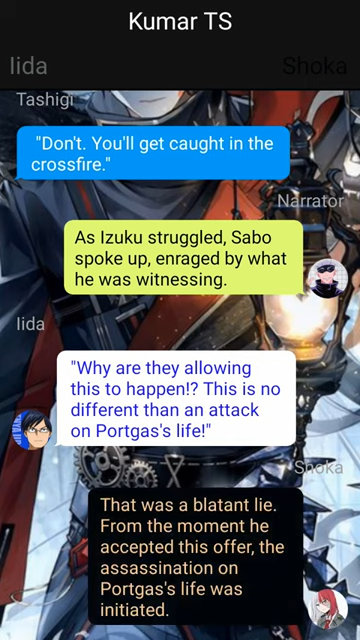 Kumar TS
Iida
Shoka
Tashigi
"Don't. You'll get caught in the
crossfire."
Narrator
As Izuku struggled, Sabo
spoke up, enraged by what
he was witnessing.
Iida
"Why are they allowing
this to happen!? This is no
different than an attack
on Portgas's life!"
Shoka
That was a blatant lie.
From the moment he
accepted this offer, the
assassination on
Portgas's life was
initiated.